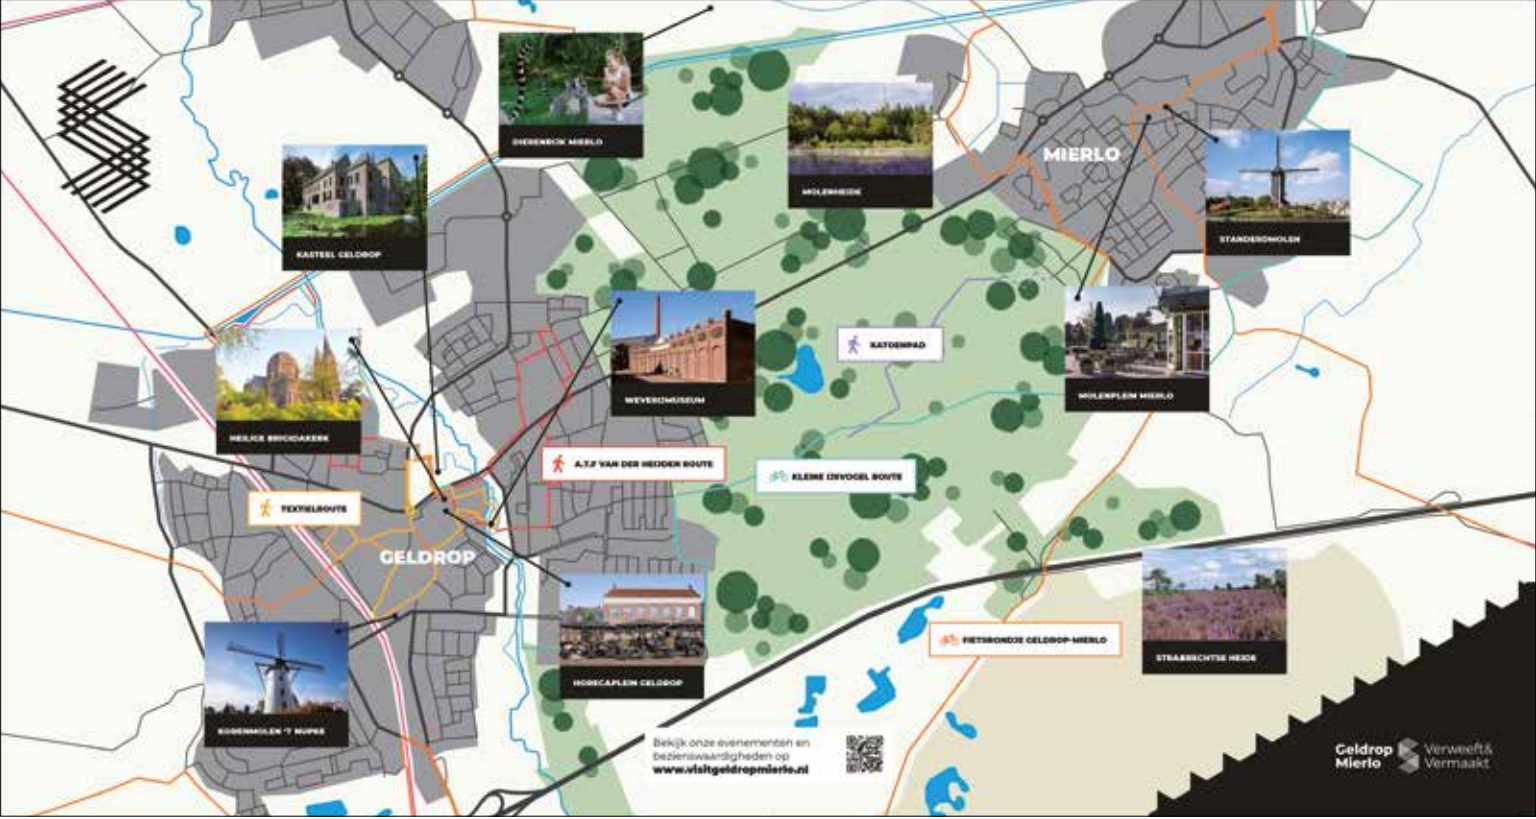 DIERENRIJK MIERLO
MOLENHEIDE
MIERLO
STANDERDMOLEN
KASTEEL GELDROP
WEVERIJMUSEUM
KATOENPAD
MOLENPLEIN MIERLO
HEILIGE BRIGIDAKERK
A.T.F VAN DER HEIJDEN ROUTE
KLEINE IJSVOGEL ROUTE
TEXTIELROUTE
GELDROP
FIETSRONDJE GELDROP-MIERLO
STRABRECHTSE HEIDE
HORECAPLEIN GELDROP
KORENMOLEN 'T NUPKE
Bekijk onze evenementen en
bezienswaardigheden op
www.visitgeldropmierlo.nl
Geldrop
Mierlo
Verweeft&
Vermaakt